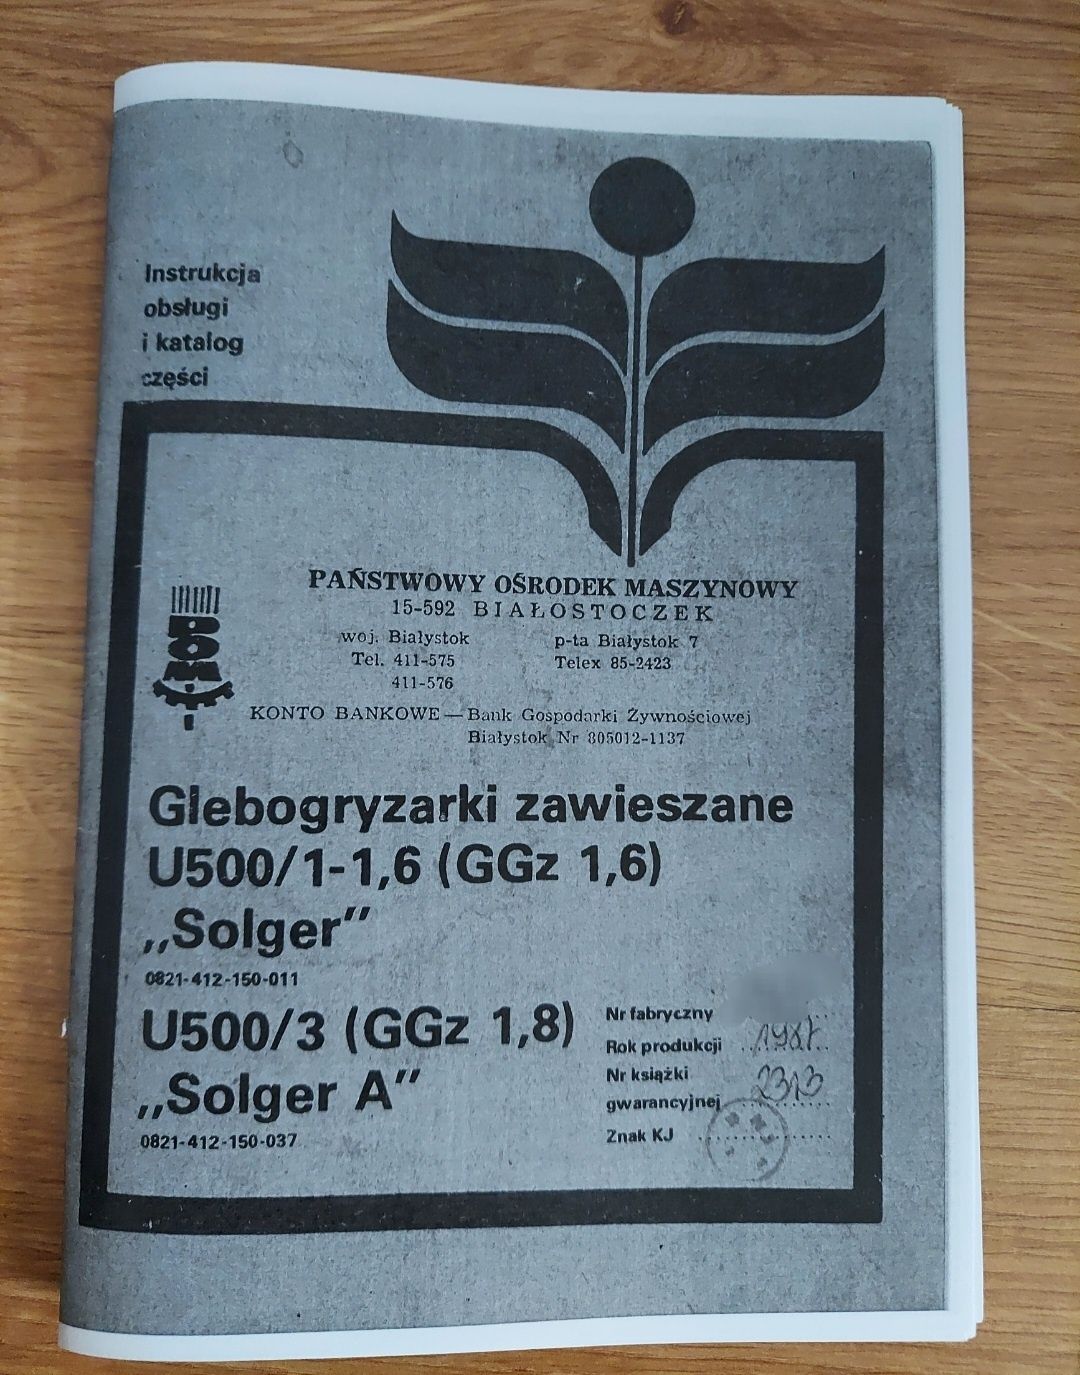 Instrukcja
obsługi
i katalog
części
PAŃSTWOWY OŚRODEK MASZYNOWY
15-592 BIAŁOSTOCZEK
woj. Białystok p-ta Białystok 7
Tel. 411-575 Telex 85-2423
411-576
KONTO BANKOWE — Bank Gospodarki Żywnościowej
Białystok Nr 805012-1137
POM
Glebogryzarki zawieszane
U500/1-1,6 (GGz 1,6)
„Solger”
0821-412-150-011
U500/3 (GGz 1,8)
„Solger A”
0821-412-150-037
Nr fabryczny
Rok produkcji 1987
Nr książki
gwarancyjnej 2313
Znak KJ